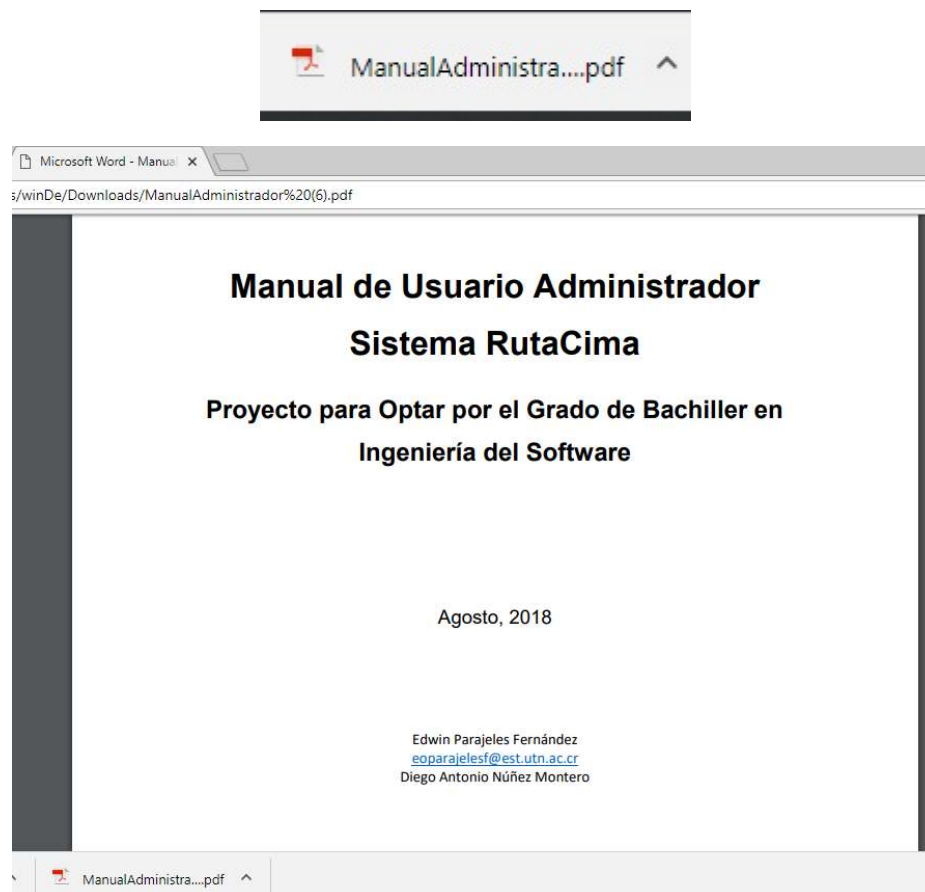 ManualAdministra....pdf
Microsoft Word - Manual
s/winDe/Downloads/ManualAdministrador%20(6).pdf
Manual de Usuario Administrador
Sistema RutaCima
Proyecto para Optar por el Grado de Bachiller en
Ingeniería del Software
Agosto, 2018
Edwin Parajeles Fernández
eoparajelesf@est.utn.ac.cr
Diego Antonio Núñez Montero
ManualAdministra....pdf